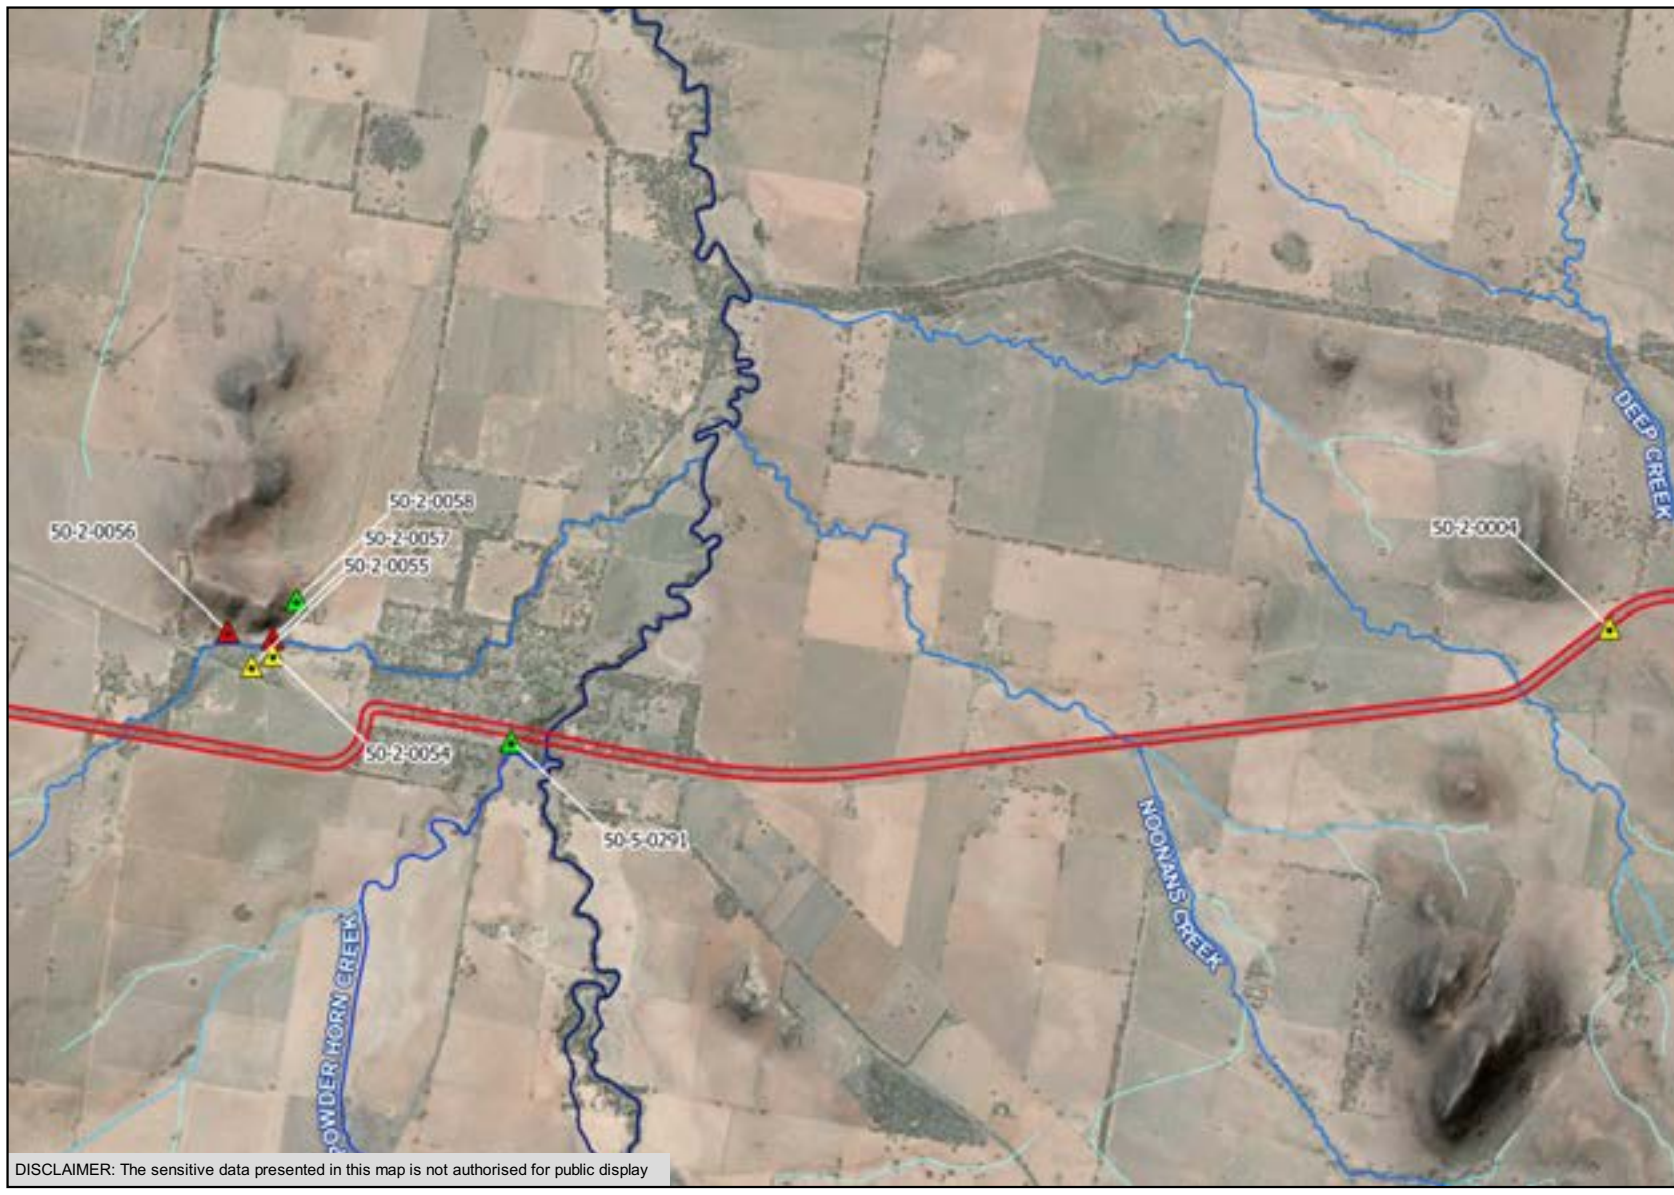 DEEP CREEK
50-2-0058
50-2-0056
50-2-0004
50-2-0057
50-2-0055
50-2-0054
50-5-0291
NOONANS CREEK
POWDER HORN CREEK
DISCLAIMER: The sensitive data presented in this map is not authorised for public display